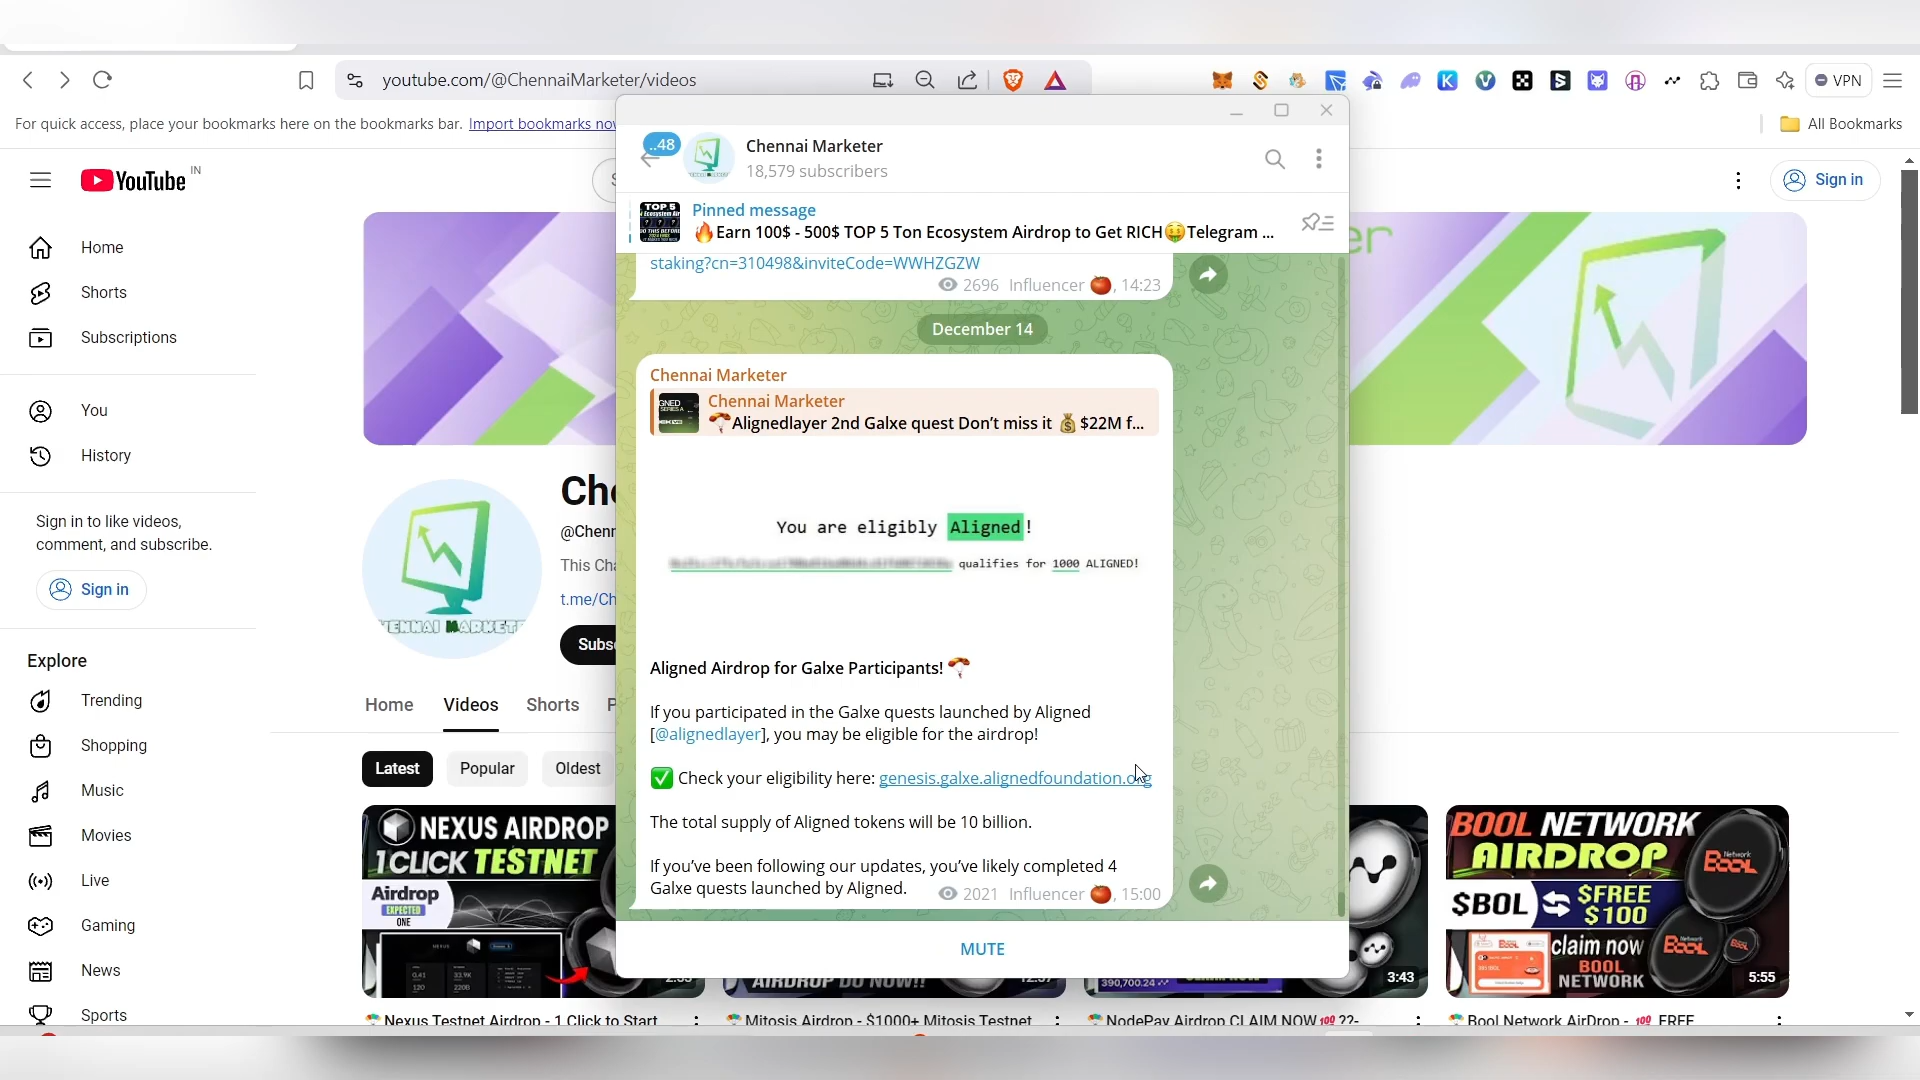 youtube.com/@ChennaiMarketer/videos
VPN
For quick access, place your bookmarks here on the bookmarks bar. Import bookmarks
All Bookmarks
YouTube IN
Sign in
Home
Shorts
Subscriptions
You
History
Sign in to like videos,
comment, and subscribe.
Sign in
Explore
Trending
Shopping
Music
Movies
Live
Gaming
News
Sports
@Chenn
t.me/Ch
Home
Videos
Shorts
Latest
Popular
Oldest
NEXUS AIRDROP
1CLICK TESTNET
Airdrop
EXPECTED
ONE
Nexus Testnet Airdrop - 1 Click to Start
AIRDROP DO NOW!!
Mitosis Airdrop - $1000+ Mitosis Testnet
390,700.24
3:43
NodePay Airdrop CLAIM NOW💯??-
BOOL NETWORK
AIRDROP
$BOL $FREE
$100
claim now
BOOL
NETWORK
5:55
Bool Network AirDrop - 💯 FREE
..48
Chennai Marketer
18,579 subscribers
Pinned message
🔥Earn 100$ - 500$ TOP 5 Ton Ecosystem Airdrop to Get RICH🤑Telegram ...
staking?cn=310498&inviteCode=WWHZGZW
2696 Influencer 🍅, 14:23
December 14
Chennai Marketer
Chennai Marketer
🪂Alignedlayer 2nd Galxe quest Don’t miss it 💰$22M f...
You are eligibly Aligned!
qualifies for 1000 ALIGNED!
Aligned Airdrop for Galxe Participants! 🪂
If you participated in the Galxe quests launched by Aligned
[@alignedlayer], you may be eligible for the airdrop!
✅ Check your eligibility here: genesis.galxe.alignedfoundation.org
The total supply of Aligned tokens will be 10 billion.
If you’ve been following our updates, you’ve likely completed 4
Galxe quests launched by Aligned.
2021 Influencer 🍅, 15:00
MUTE